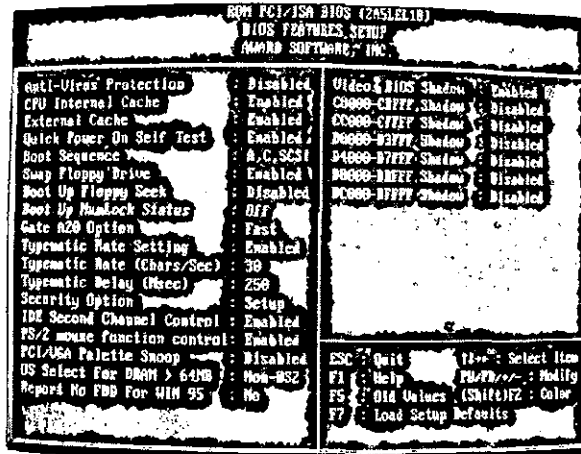 ROM PCI/ISA BIOS (2A5LEL1B)
BIOS FEATURES SETUP
AWARD SOFTWARE, INC.
Anti-Virus Protection : Disabled
CPU Internal Cache : Enabled
External Cache : Enabled
Quick Power On Self Test : Enabled
Boot Sequence : A,C,SCSI
Swap Floppy Drive : Enabled
Boot Up Floppy Seek : Disabled
Boot Up NumLock Status : Off
Gate A20 Option : Fast
Typematic Rate Setting : Enabled
Typematic Rate (Chars/Sec) : 30
Typematic Delay (Msec) : 250
Security Option : Setup
IDE Second Channel Control : Enabled
PS/2 mouse function control: Enabled
PCI/VGA Palette Snoop : Disabled
OS Select for DRAM > 64MB : Non-OS2
Report No FDD For WIN 95 : No
Video BIOS Shadow : Enabled
C8000-CBFFF Shadow : Disabled
CC000-CFFFF Shadow : Disabled
D0000-D3FFF Shadow : Disabled
D4000-D7FFF Shadow : Disabled
D8000-DBFFF Shadow : Disabled
DC000-DFFFF Shadow : Disabled
ESC : Quit ↑↓→← : Select Item
F1 : Help PU/PD/+/- : Modify
F5 : Old Values (Shift)F2 : Color
F7 : Load Setup Defaults